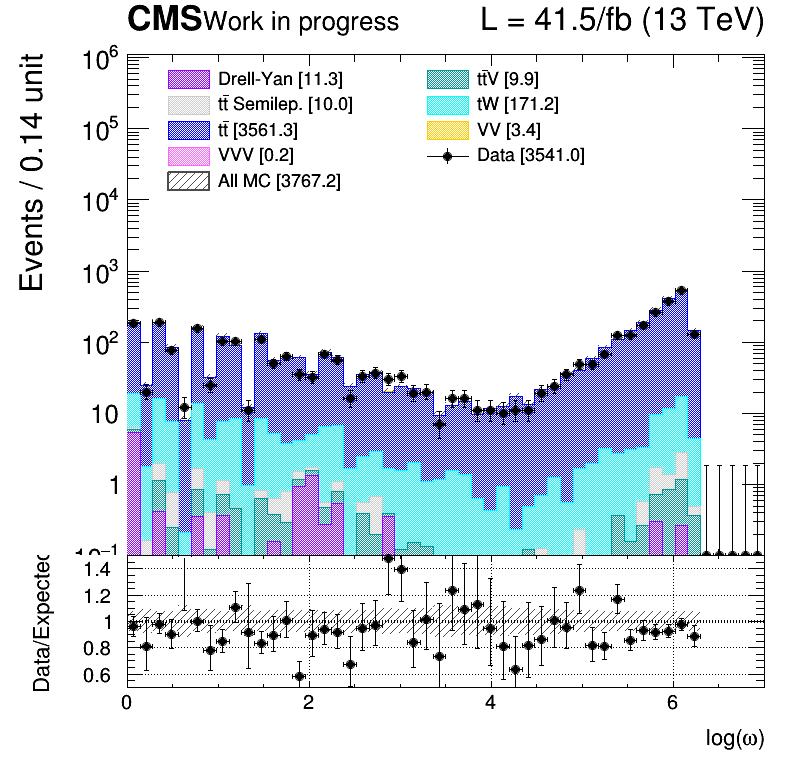 CMS Work in progress L = 41.5/fb (13 TeV)
Events / 0.14 unit
10⁶
10⁵
10⁴
10³
10²
10
1
10⁻¹
Drell-Yan [11.3]
tt̄ Semilep. [10.0]
tt̄ [3561.3]
VVV [0.2]
All MC [3767.2]
tt̄V [9.9]
tW [171.2]
VV [3.4]
Data [3541.0]
Data/Expected
1.4
1.2
1
0.8
0.6
0 2 4 6
log(ω)